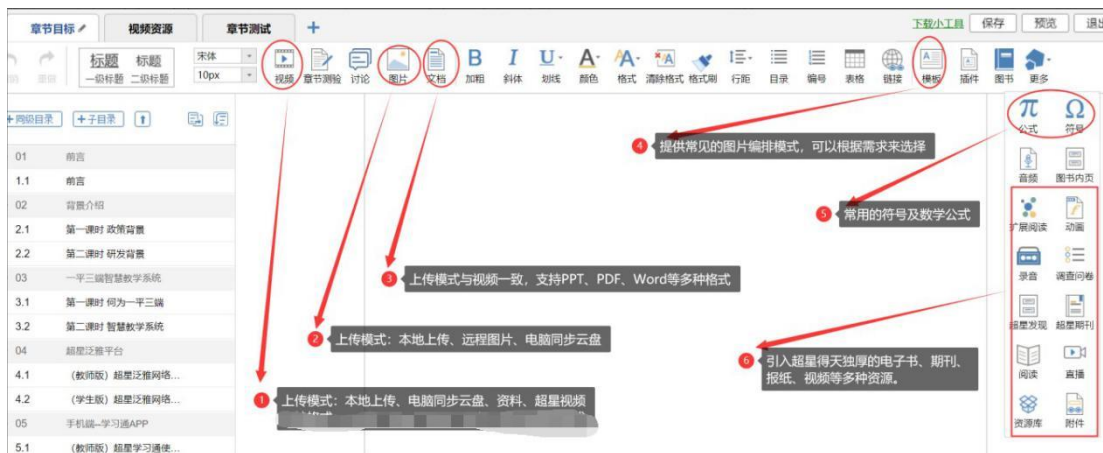 章节目标 视频资源 章节测试 + 下载小工具 保存 预览 退出
标题 标题 宋体
一级标题 二级标题 10px
视频 章节测验 讨论 图片 文档 B 加粗 I 斜体 U 划线 A 颜色 格式 清除格式 格式刷 行距 目录 编号 表格 链接 模板 插件 图书 更多
+同级目录 +子目录
π Ω
公式 符号
音频 图书内页
扩展阅读 动画
录音 调查问卷
超星发现 超星期刊
阅读 直播
资源库 附件
01 前言
1.1 前言
02 背景介绍
2.1 第一课时 政策背景
2.2 第二课时 研发背景
03 一平三端智慧教学系统
3.1 第一课时 何为一平三端
3.2 第二课时 智慧教学系统
04 超星泛雅平台
4.1 （教师版）超星泛雅网络...
4.2 （学生版）超星泛雅网络...
05 手机端--学习通APP
5.1 （教师版）超星学习通使...
4 提供常见的图片编排模式，可以根据需求来选择
5 常用的符号及数学公式
3 上传模式与视频一致，支持PPT、PDF、Word等多种格式
2 上传模式：本地上传、远程图片、电脑同步云盘
6 引入超星得天独厚的电子书、期刊、
报纸、视频等多种资源。
1 上传模式：本地上传、电脑同步云盘、资料、超星视频